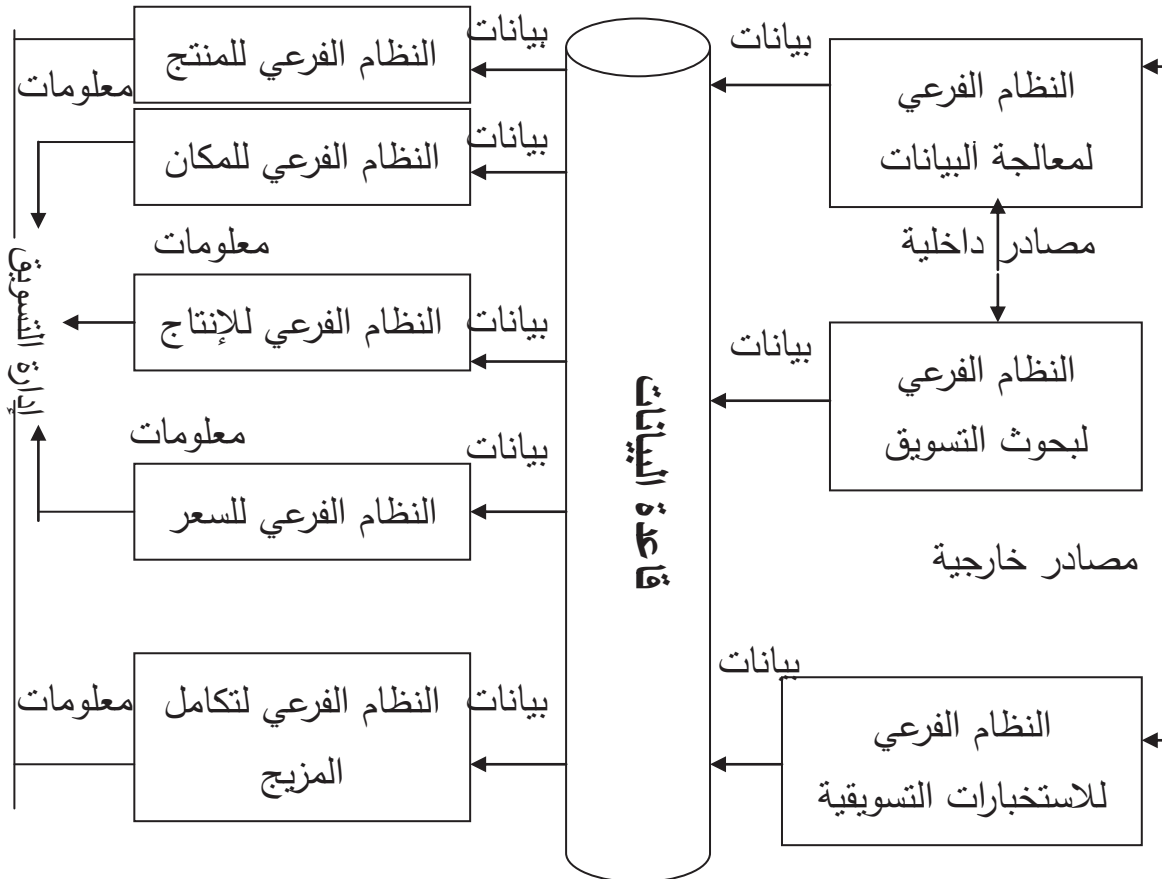 النظام الفرعي
لمعالجة البيانات
مصادر داخلية
النظام الفرعي
لبحوث التسويق
مصادر خارجية
النظام الفرعي
للاستخبارات التسويقية
بيانات
بيانات
بيانات
قاعدة البيانات
بيانات
بيانات
بيانات
بيانات
بيانات
النظام الفرعي للمنتج
النظام الفرعي للمكان
النظام الفرعي للإنتاج
النظام الفرعي للسعر
النظام الفرعي لتكامل
المزيج
معلومات
معلومات
معلومات
معلومات
إدارة التسويق